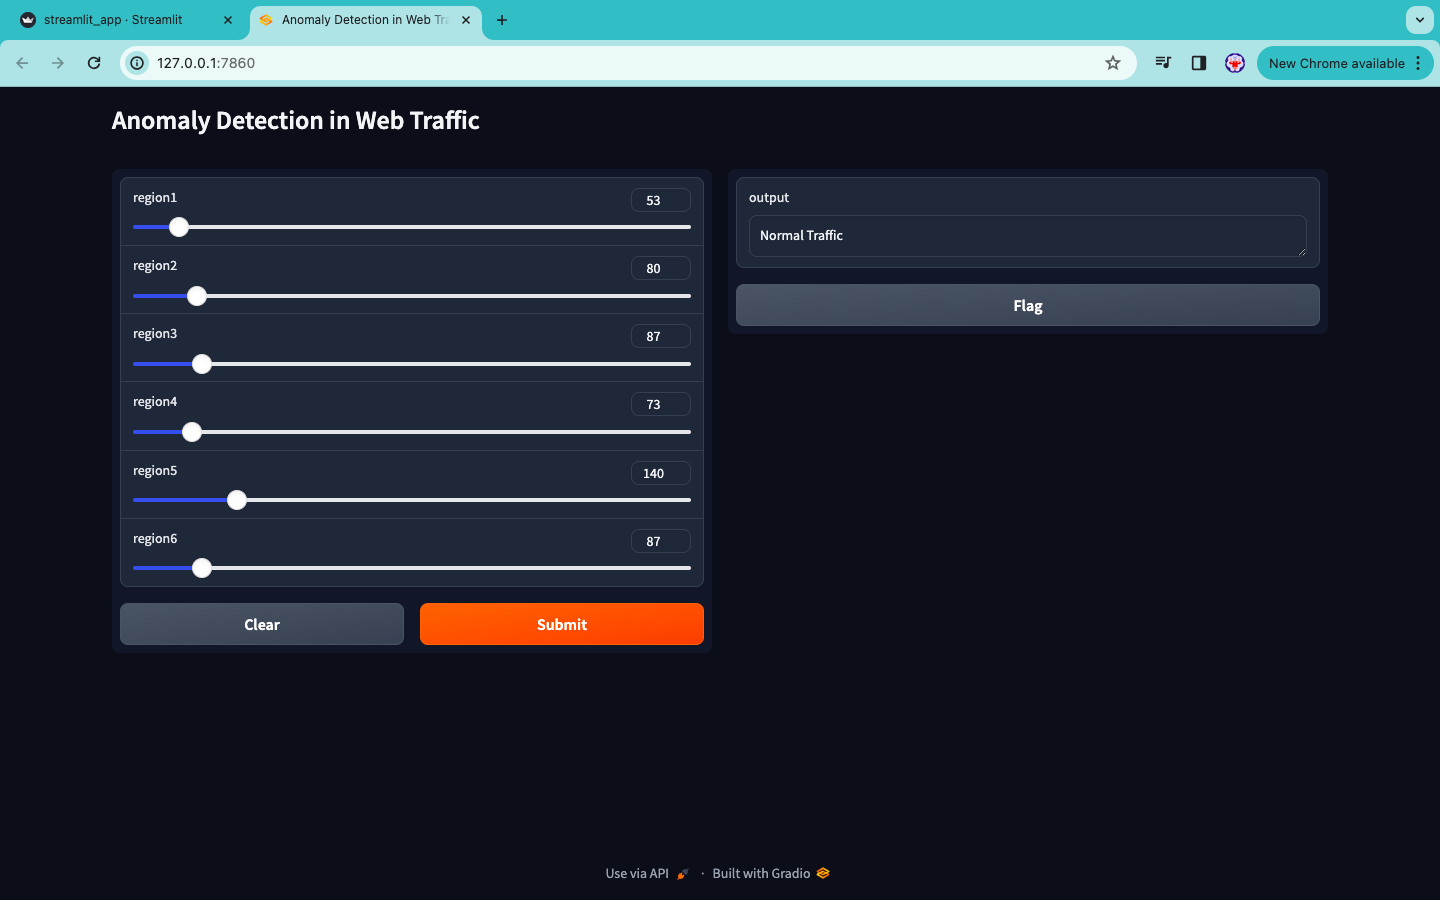 streamlit_app · Streamlit
Anomaly Detection in Web Tra
127.0.0.1:7860
New Chrome available
Anomaly Detection in Web Traffic
region1
53
region2
80
region3
87
region4
73
region5
140
region6
87
Clear
Submit
output
Normal Traffic
Flag
Use via API · Built with Gradio